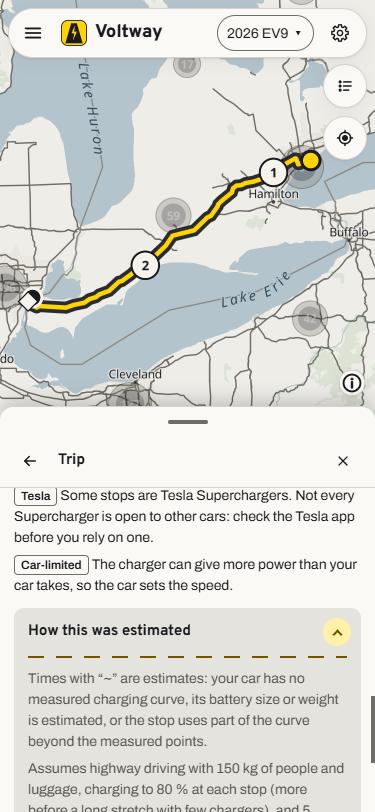 Voltway
2026 EV9
17
Lake Huron
1
Hamilton
59
Buffalo
2
Lake Erie
do
Cleveland
Trip
Tesla Some stops are Tesla Superchargers. Not every
Supercharger is open to other cars: check the Tesla app
before you rely on one.
Car-limited The charger can give more power than your
car takes, so the car sets the speed.
How this was estimated
Times with “~” are estimates: your car has no
measured charging curve, its battery size or weight
is estimated, or the stop uses part of the curve
beyond the measured points.
Assumes highway driving with 150 kg of people and
luggage, charging to 80 % at each stop (more
before a long stretch with few chargers), and 5